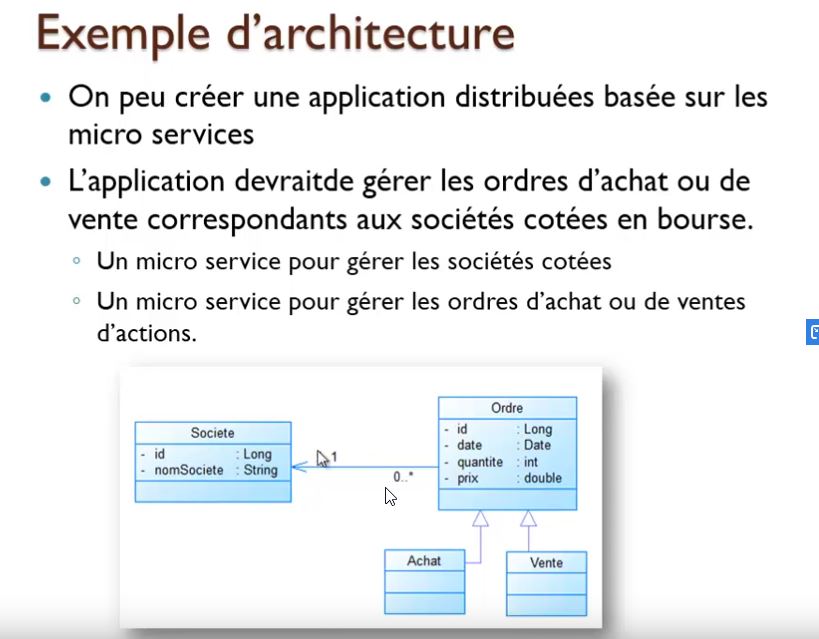 Exemple d'architecture
• On peu créer une application distribuées basée sur les
micro services
• L'application devraitde gérer les ordres d'achat ou de
vente correspondants aux sociétés cotées en bourse.
◦ Un micro service pour gérer les sociétés cotées
◦ Un micro service pour gérer les ordres d'achat ou de ventes
d'actions.
Societe
- id : Long
- nomSociete : String
1
0..*
Ordre
- id : Long
- date : Date
- quantite : int
- prix : double
Achat
Vente